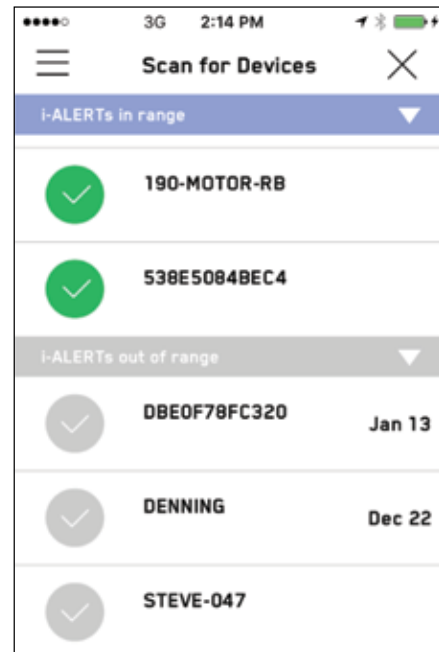 3G 2:14 PM
Scan for Devices
i-ALERTs in range
190-MOTOR-RB
538E5084BEC4
i-ALERTs out of range
DBE0F78FC320 Jan 13
DENNING Dec 22
STEVE-047